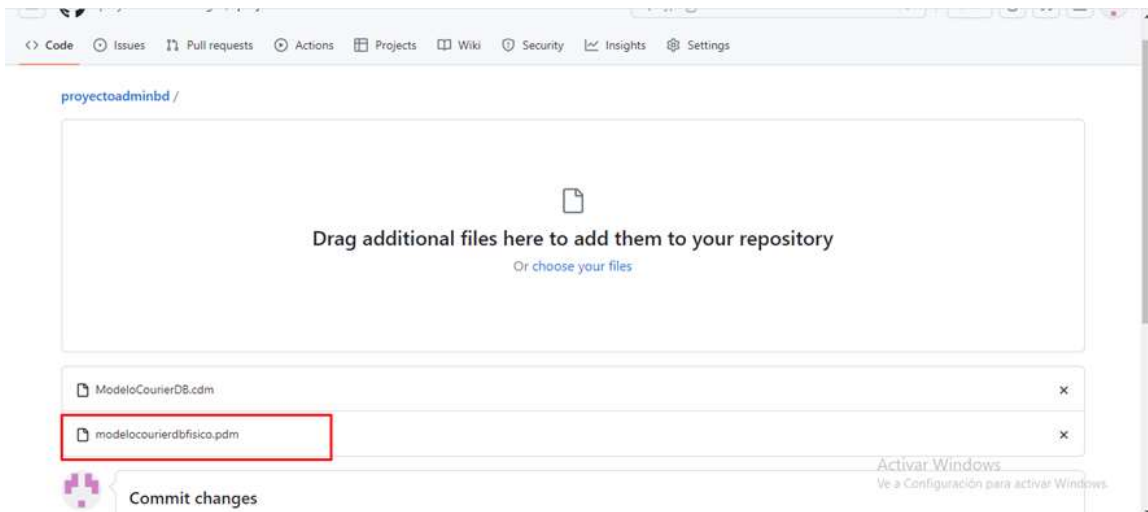 Code Issues Pull requests Actions Projects Wiki Security Insights Settings
proyectoadminbd /
Drag additional files here to add them to your repository
Or choose your files
ModeloCourierDB.cdm
modelocourierdbfisico.pdm
Activar Windows
Ve a Configuración para activar Windows.
Commit changes